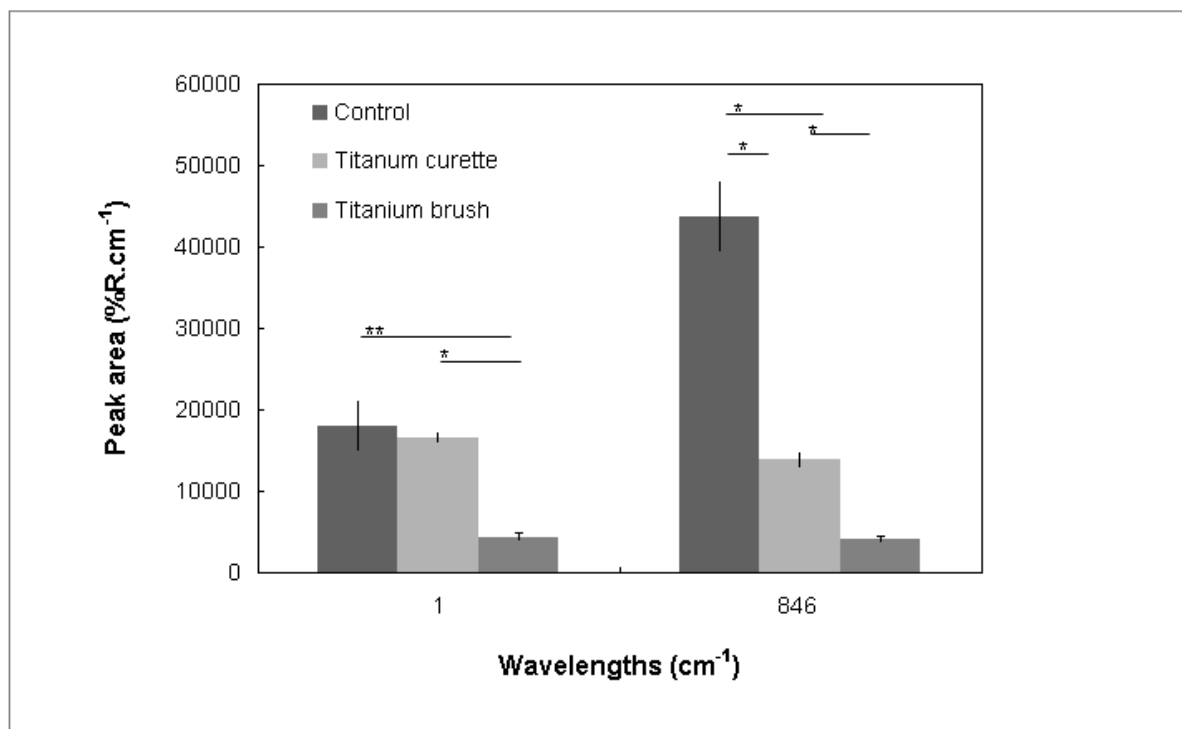 60000
50000
40000
30000
20000
10000
0
Peak area (%R.cm-1)
Control
Titanum curette
Titanium brush
**
*
*
*
*
1
846
Wavelengths (cm-1)